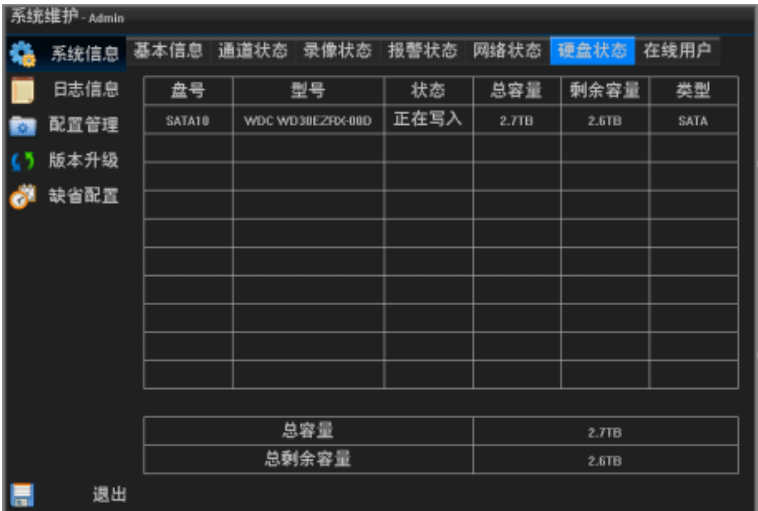 系统维护 - Admin
系统信息
日志信息
配置管理
版本升级
缺省配置
退出
基本信息 通道状态 录像状态 报警状态 网络状态 硬盘状态 在线用户
盘号 型号 状态 总容量 剩余容量 类型
SATA10 WDC WD30EZRX-00D 正在写入 2.7TB 2.6TB SATA
总容量 2.7TB
总剩余容量 2.6TB